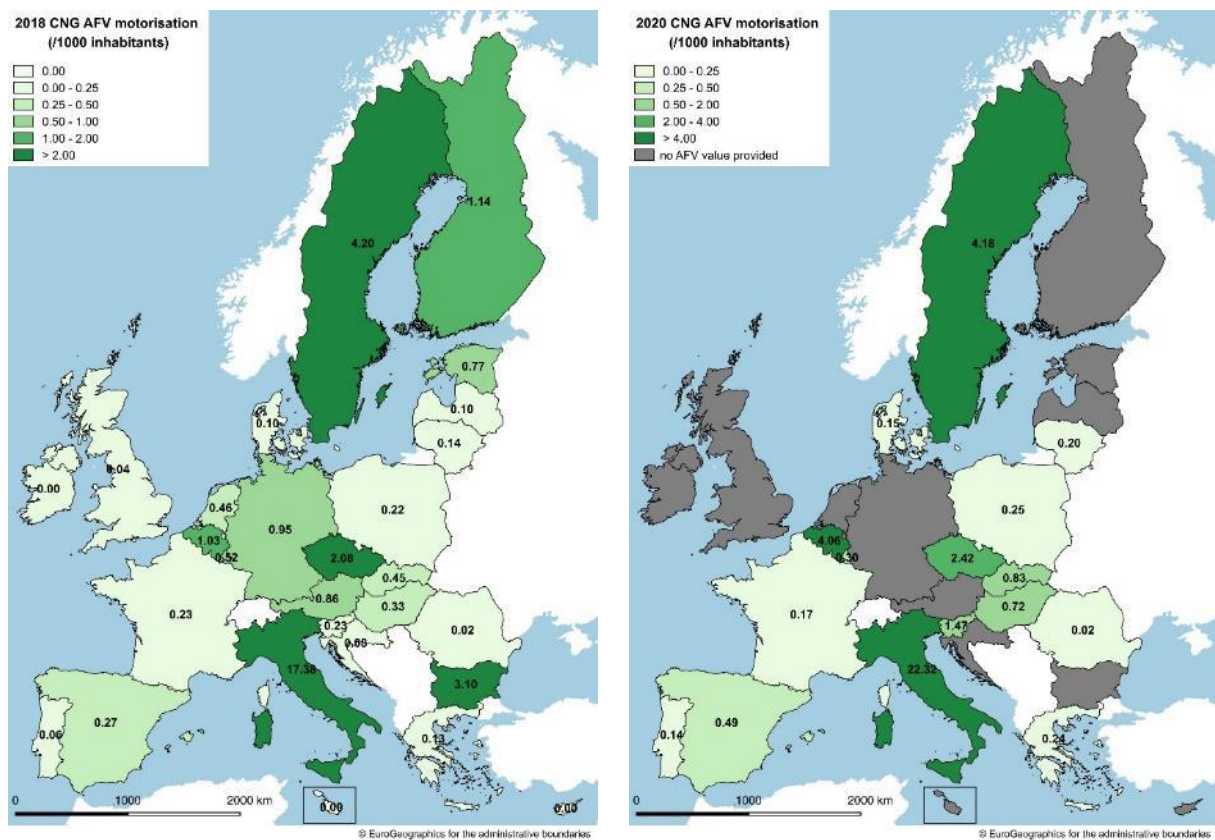 2018 CNG AFV motorisation
(/1000 inhabitants)
0.00
0.00 - 0.25
0.25 - 0.50
0.50 - 1.00
1.00 - 2.00
> 2.00
1.14
4.20
0.77
0.10
0.10
0.14
0.04
0.00
0.46
0.22
0.95
1.03
0.52
2.08
0.45
0.86
0.33
0.23
0.23
0.02
17.38
3.10
0.27
0.06
0.13
0.00
0.00
0
1000
2000 km
© EuroGeographics for the administrative boundaries
2020 CNG AFV motorisation
(/1000 inhabitants)
0.00 - 0.25
0.25 - 0.50
0.50 - 2.00
2.00 - 4.00
> 4.00
no AFV value provided
4.18
0.15
0.20
0.25
4.06
0.30
2.42
0.83
0.72
0.17
1.47
0.02
22.32
0.49
0.14
0.24
0
1000
2000 km
© EuroGeographics for the administrative boundaries